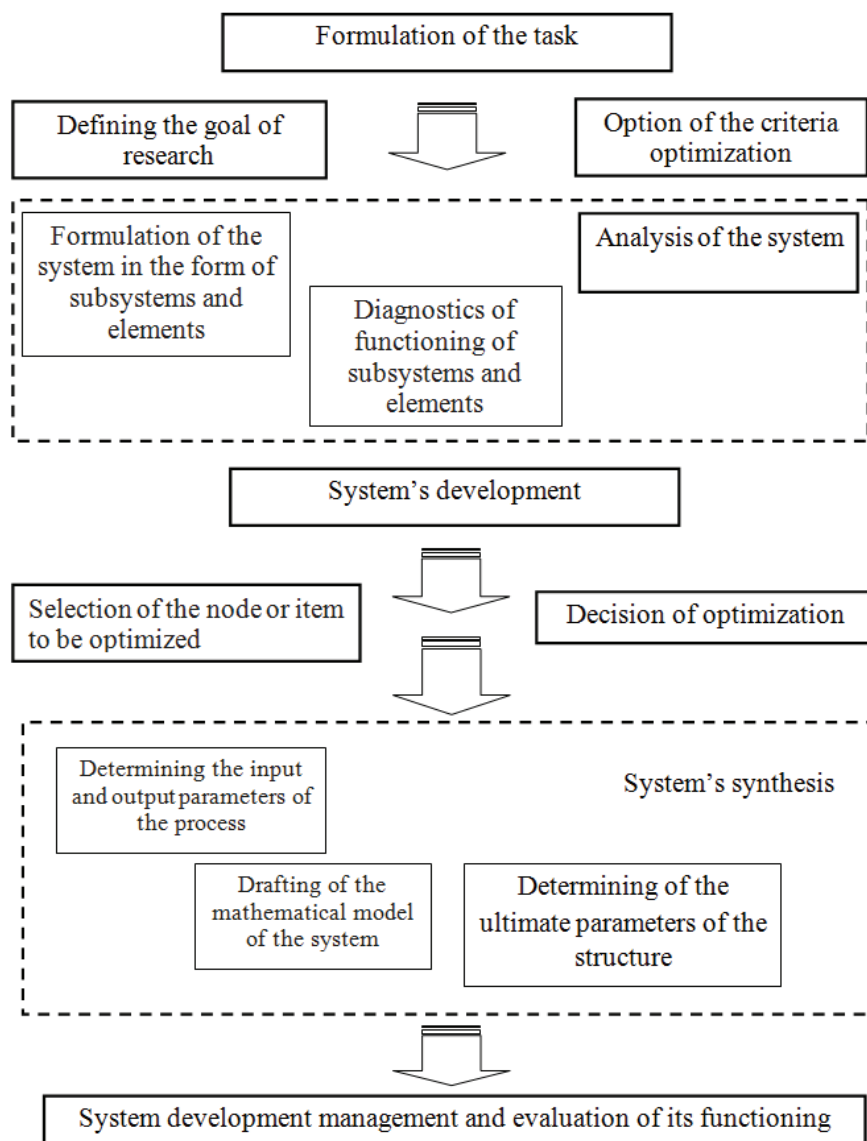 Formulation of the task
Defining the goal of
research
Option of the criteria
optimization
Formulation of the
system in the form of
subsystems and
elements
Analysis of the system
Diagnostics of
functioning of
subsystems and
elements
System’s development
Selection of the node or item
to be optimized
Decision of optimization
Determining the input
and output parameters of
the process
System’s synthesis
Drafting of the
mathematical model
of the system
Determining of the
ultimate parameters of the
structure
System development management and evaluation of its functioning